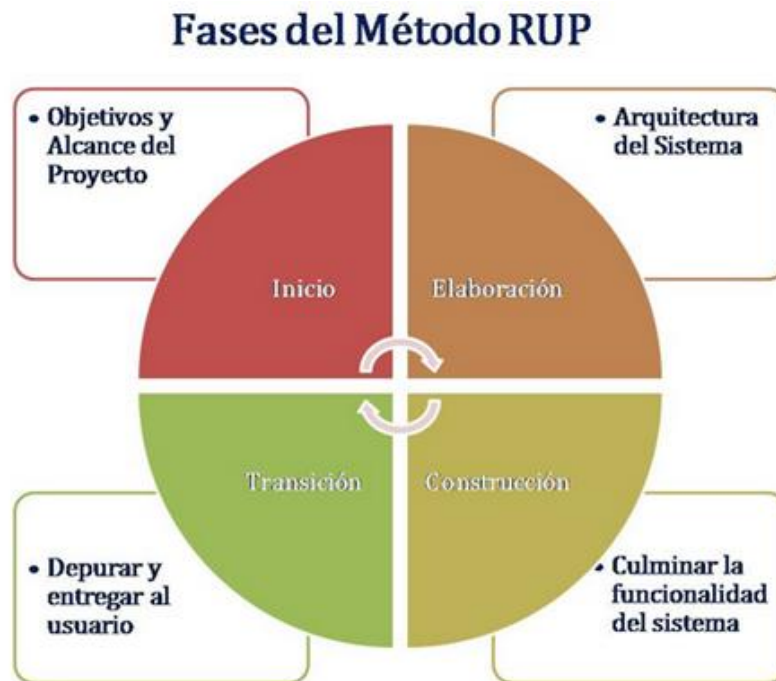 Fases del Método RUP
• Objetivos y
Alcance del
Proyecto
• Arquitectura
del Sistema
Inicio
Elaboración
Transición
Construcción
• Depurar y
entregar al
usuario
• Culminar la
funcionalidad
del sistema